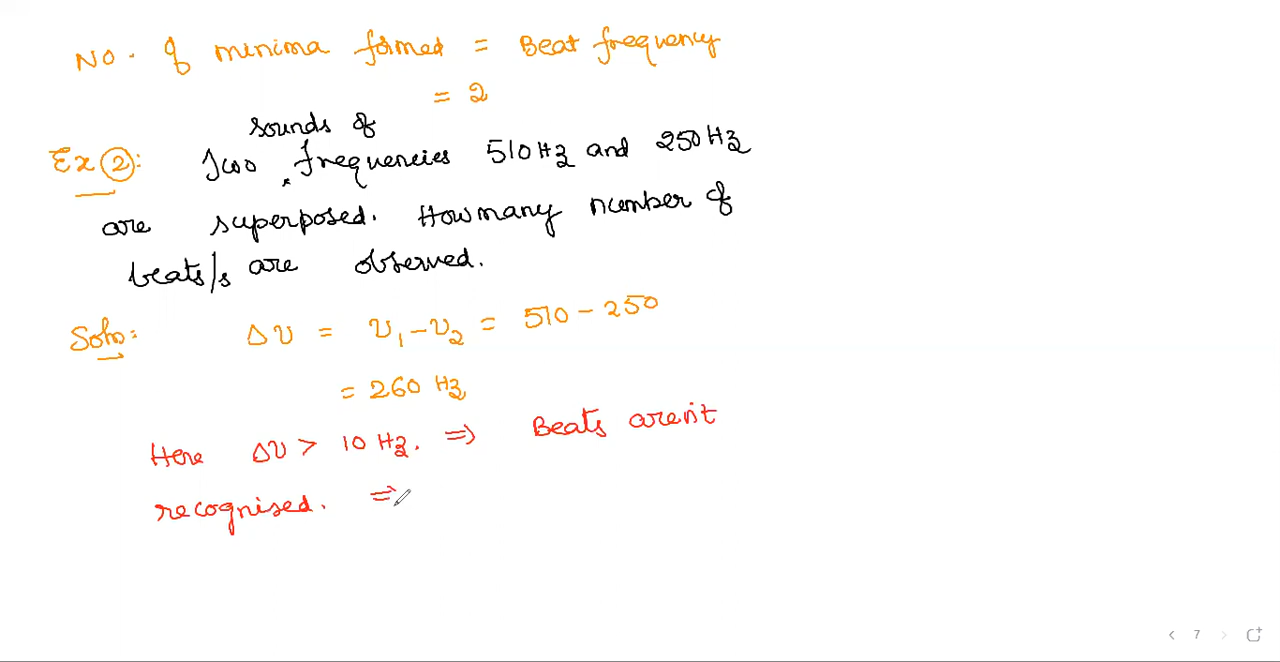 No. of minima formed = Beat frequency
= 2
sounds of
Ex ②: Two ‸ frequencies 510 Hz and 250 Hz
are superposed. How many number of
beats/s are observed.
Soln: Δν = ν₁ - ν₂ = 510 - 250
= 260 Hz
Here Δν > 10 Hz. ⇒ Beats aren't
recognised. ⇒
< 7 >